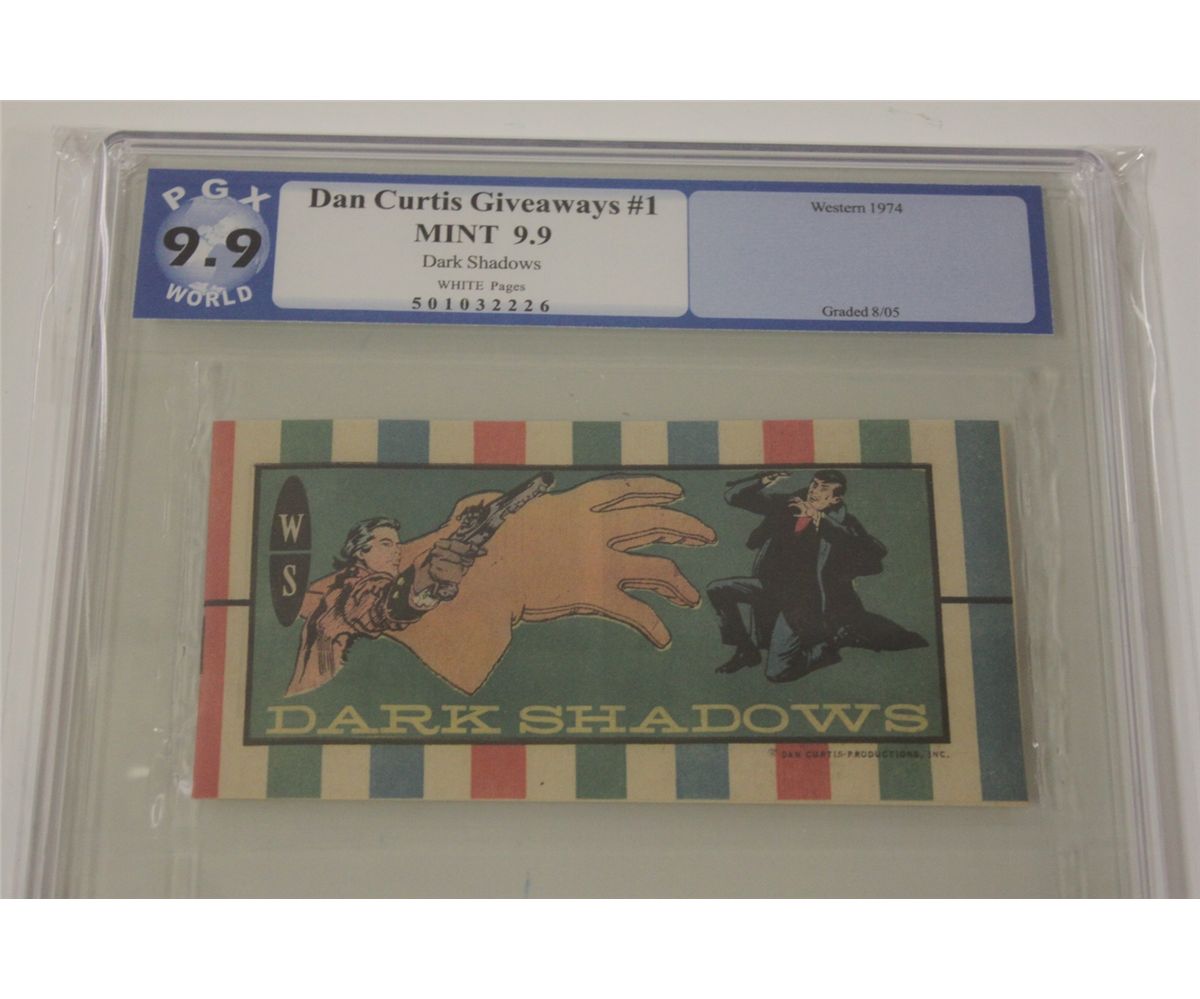 PGX
9.9
WORLD
Dan Curtis Giveaways #1
MINT 9.9
Dark Shadows
WHITE Pages
501032226
Western 1974
Graded 8/05
W
S
DARK SHADOWS
© DAN CURTIS PRODUCTIONS, INC.